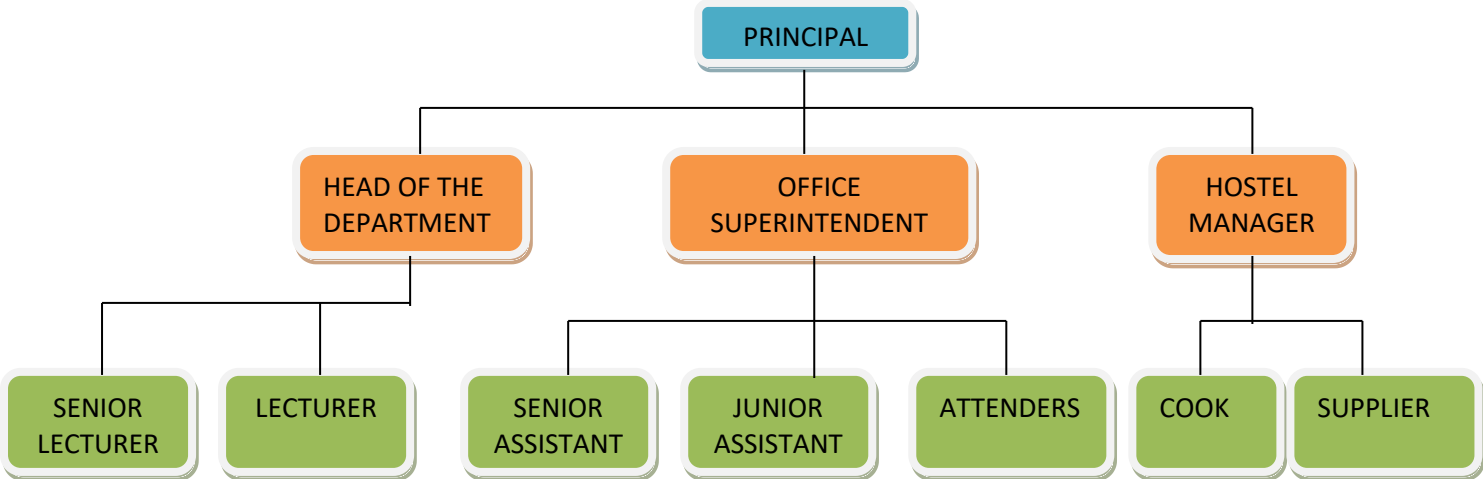 PRINCIPAL
HEAD OF THE
DEPARTMENT
OFFICE
SUPERINTENDENT
HOSTEL
MANAGER
SENIOR
LECTURER
LECTURER
SENIOR
ASSISTANT
JUNIOR
ASSISTANT
ATTENDERS
COOK
SUPPLIER